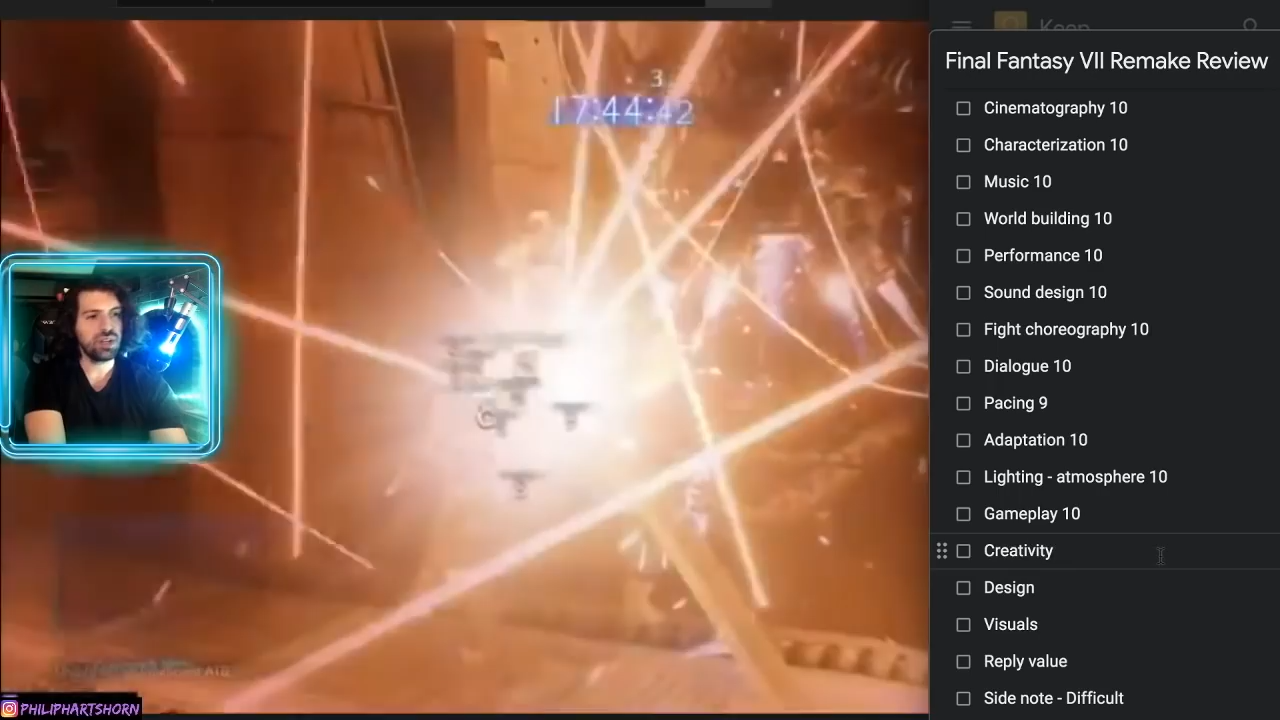 Keep
Final Fantasy VII Remake Review
Cinematography 10
Characterization 10
Music 10
World building 10
Performance 10
Sound design 10
Fight choreography 10
Dialogue 10
Pacing 9
Adaptation 10
Lighting - atmosphere 10
Gameplay 10
Creativity
Design
Visuals
Reply value
Side note - Difficult
3
17:44:42
PHILIPHARTSHORN